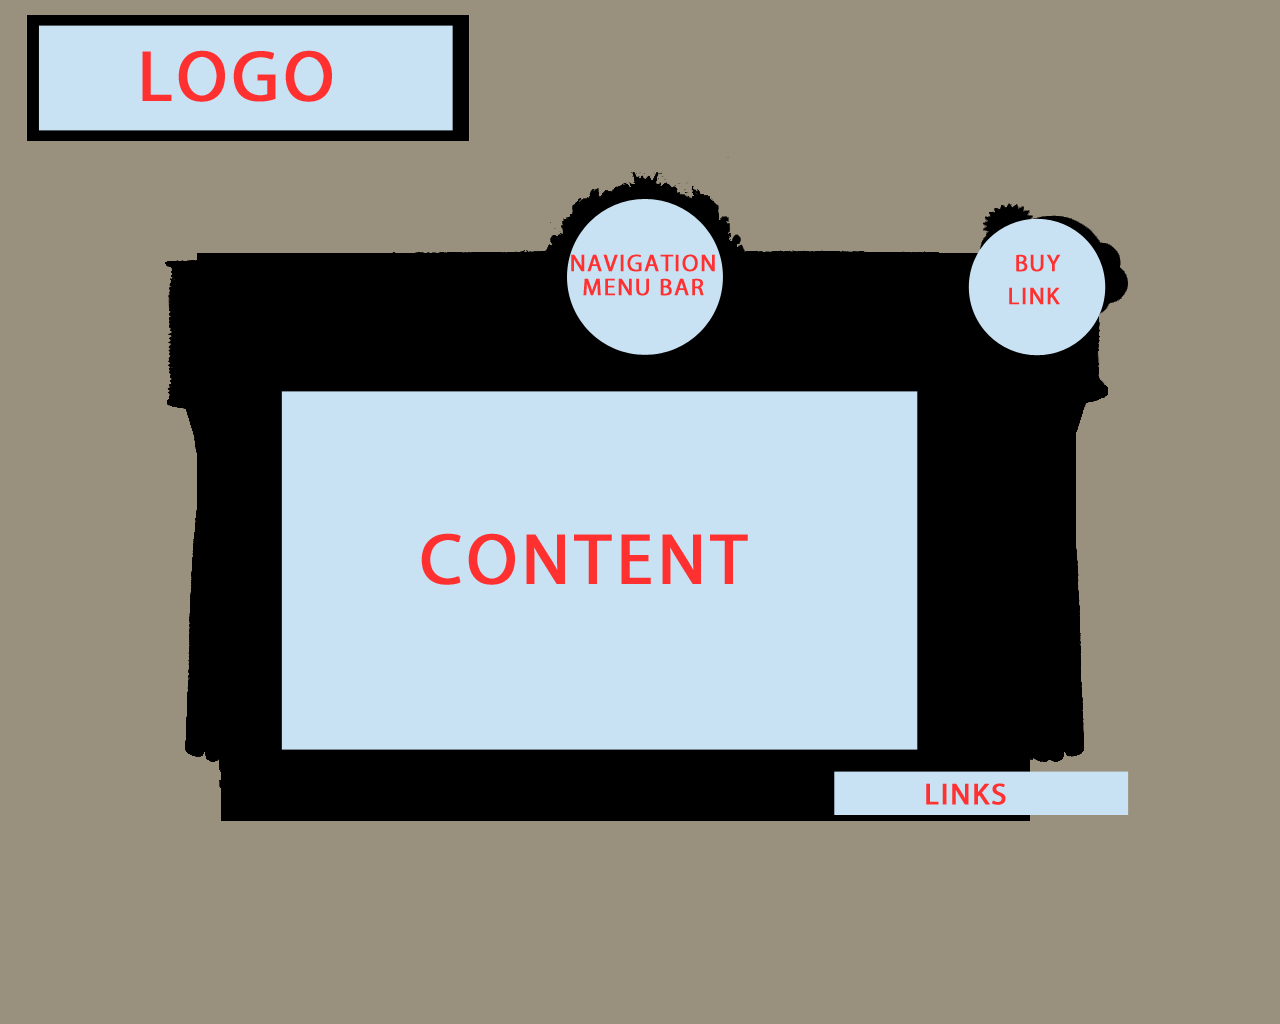 LOGO
NAVIGATION
MENU BAR
BUY
LINK
CONTENT
LINKS